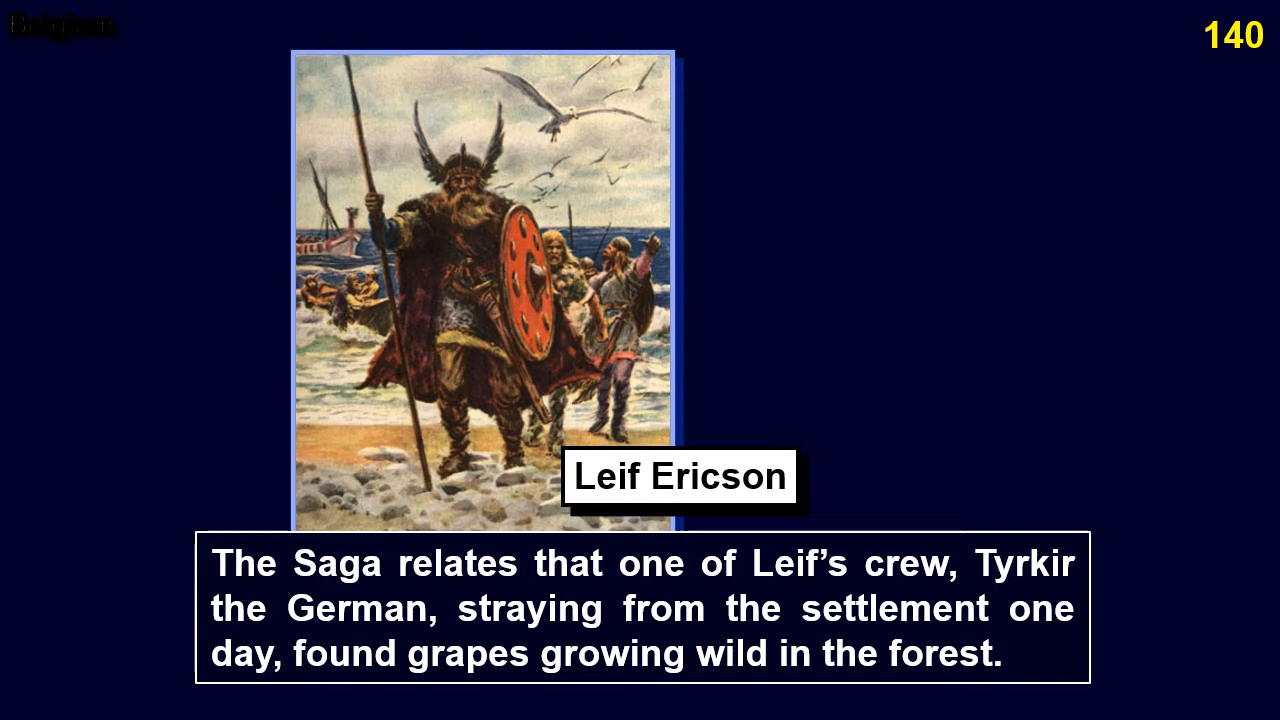 Belgium
140
Leif Ericson
The Saga relates that one of Leif’s crew, Tyrkir
the German, straying from the settlement one
day, found grapes growing wild in the forest.